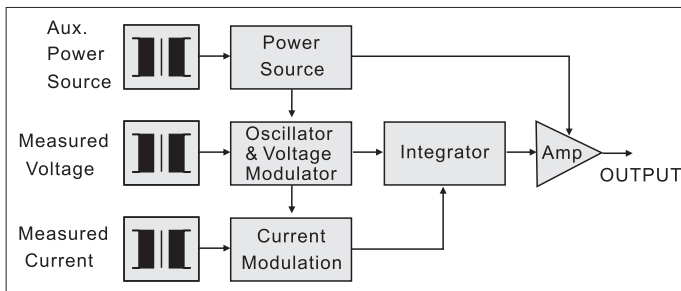 Aux.
Power
Source
Power
Source
Measured
Voltage
Oscillator
& Voltage
Modulator
Integrator
Amp
OUTPUT
Measured
Current
Current
Modulation